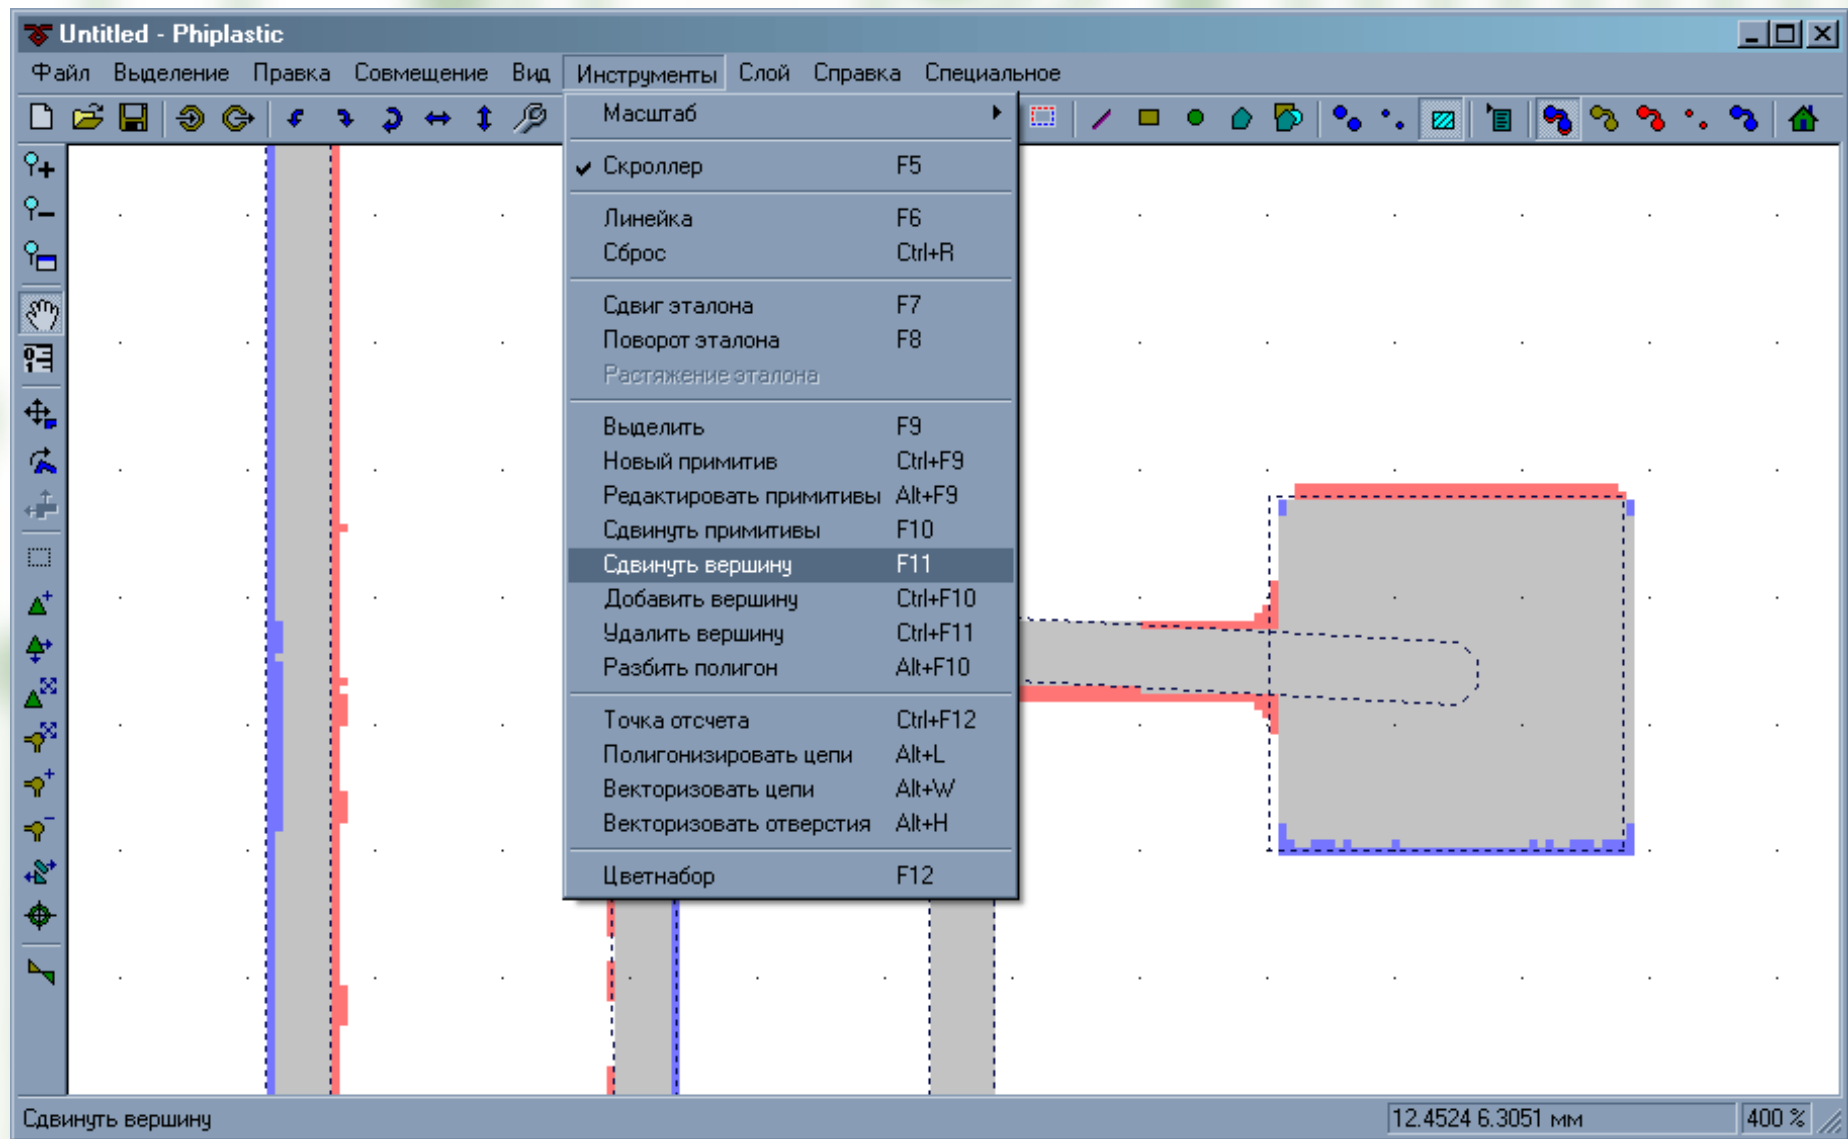 Untitled - Phiplastic
Файл Выделение Правка Совмещение Вид Инструменты Слой Справка Специальное
Масштаб
Скроллер F5
Линейка F6
Сброс Ctrl+R
Сдвиг эталона F7
Поворот эталона F8
Растяжение эталона
Выделить F9
Новый примитив Ctrl+F9
Редактировать примитивы Alt+F9
Сдвинуть примитивы F10
Сдвинуть вершину F11
Добавить вершину Ctrl+F10
Удалить вершину Ctrl+F11
Разбить полигон Alt+F10
Точка отсчета Ctrl+F12
Полигонизировать цепи Alt+L
Векторизовать цепи Alt+W
Векторизовать отверстия Alt+H
Цветнабор F12
Сдвинуть вершину 12.4524 6.3051 мм 400 %